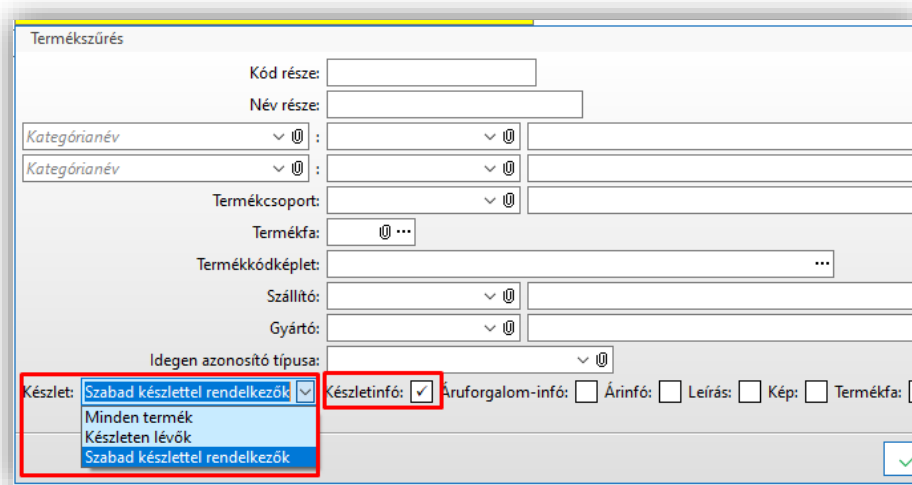 Termékszűrés
Kód része:
Név része:
Kategórianév :
Kategórianév :
Termékcsoport:
Termékfa: ...
Termékkódképlet: ...
Szállító:
Gyártó:
Idegen azonosító típusa:
Készlet: Szabad készlettel rendelkezők Készletinfó: ✓ Áruforgalom-infó: Árinfó: Leírás: Kép: Termékfa:
Minden termék
Készleten lévők
Szabad készlettel rendelkezők